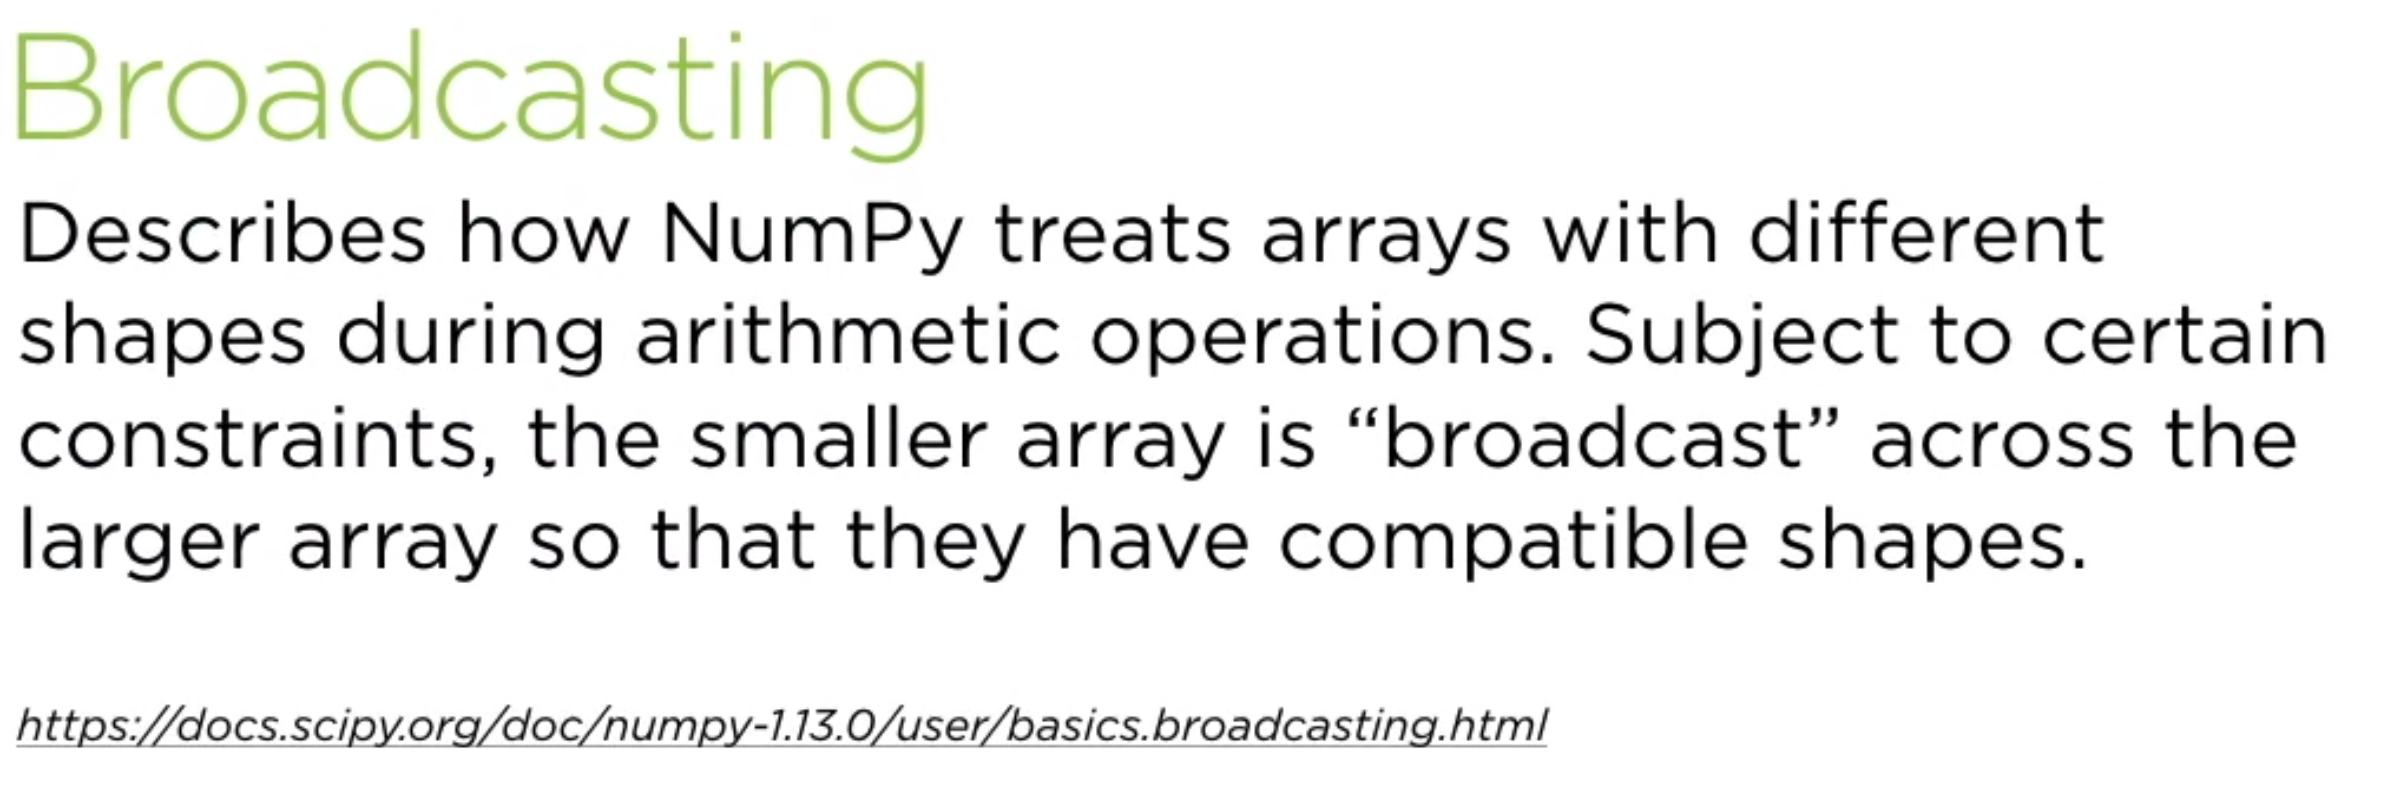 Broadcasting
Describes how NumPy treats arrays with different
shapes during arithmetic operations. Subject to certain
constraints, the smaller array is “broadcast” across the
larger array so that they have compatible shapes.
https://docs.scipy.org/doc/numpy-1.13.0/user/basics.broadcasting.html